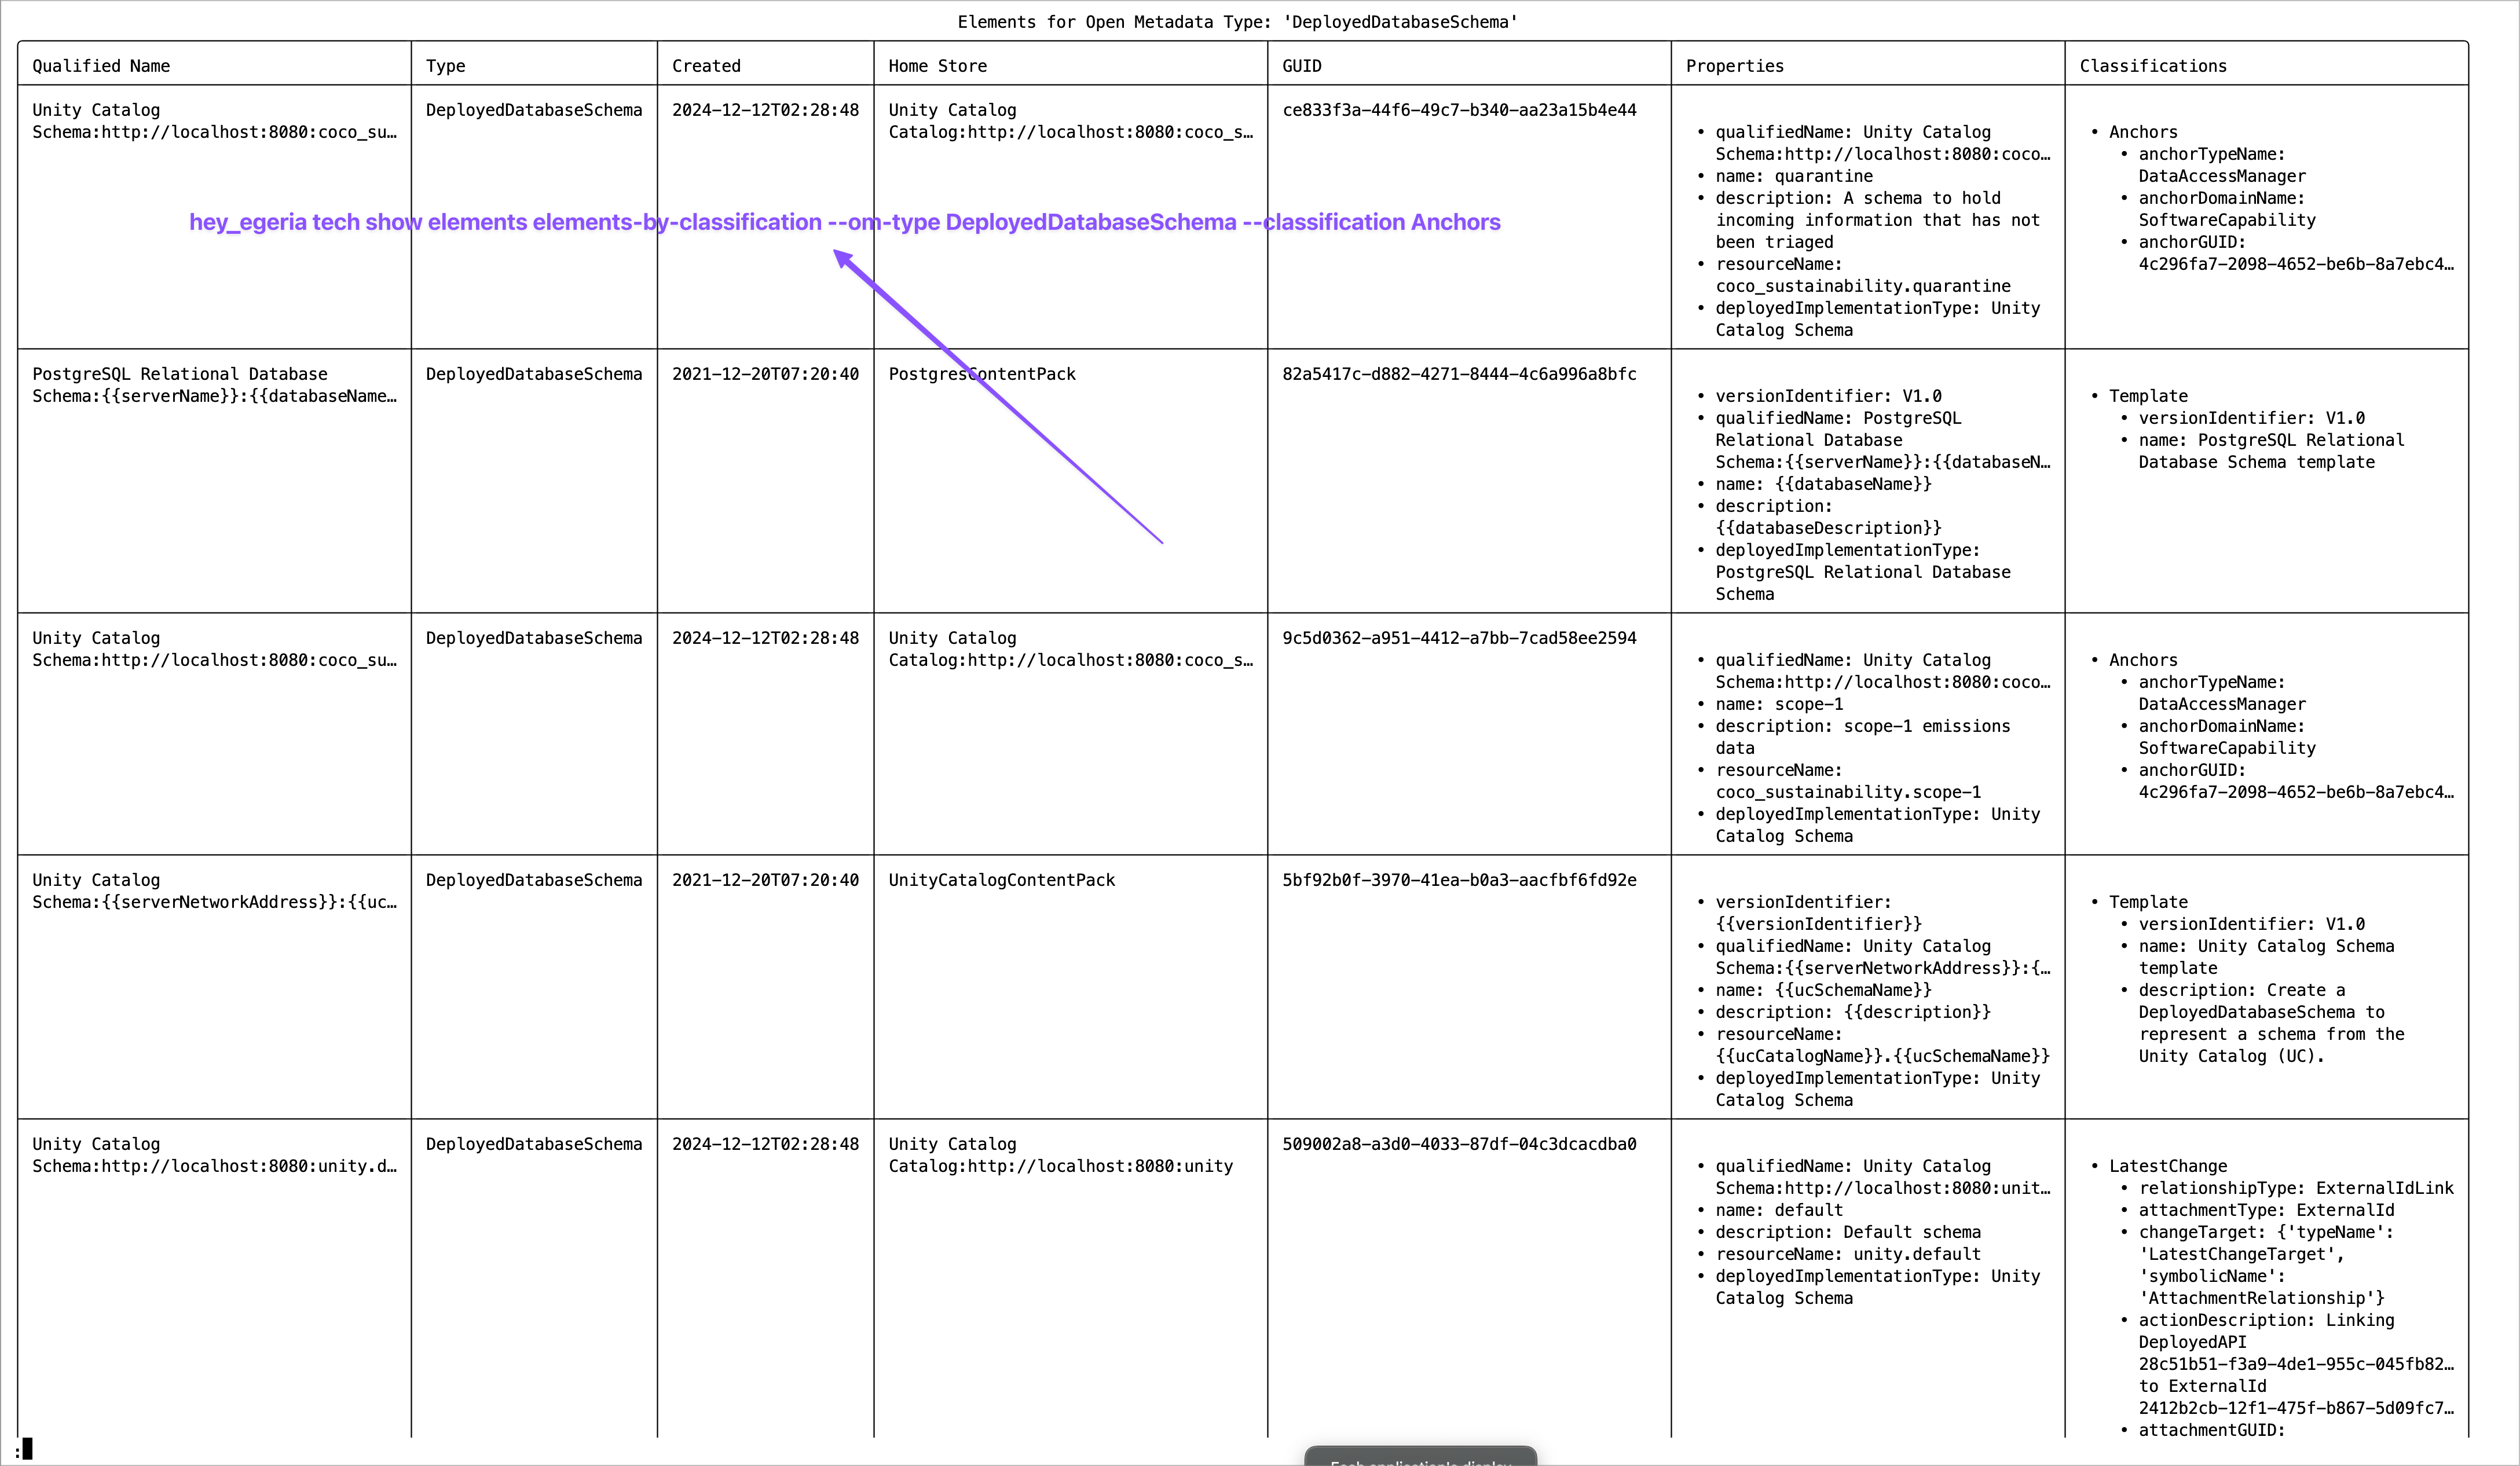 Elements for Open Metadata Type: 'DeployedDatabaseSchema'
Qualified Name
Type
Created
Home Store
GUID
Properties
Classifications
Unity Catalog
Schema:http://localhost:8080:coco_su…
DeployedDatabaseSchema
2024-12-12T02:28:48
Unity Catalog
Catalog:http://localhost:8080:coco_s…
ce833f3a-44f6-49c7-b340-aa23a15b4e44
• qualifiedName: Unity Catalog
Schema:http://localhost:8080:coco…
• name: quarantine
• description: A schema to hold
incoming information that has not
been triaged
• resourceName:
coco_sustainability.quarantine
• deployedImplementationType: Unity
Catalog Schema
• Anchors
• anchorTypeName:
DataAccessManager
• anchorDomainName:
SoftwareCapability
• anchorGUID:
4c296fa7-2098-4652-be6b-8a7ebc4…
hey_egeria tech show elements elements-by-classification --om-type DeployedDatabaseSchema --classification Anchors
PostgreSQL Relational Database
Schema:{{serverName}}:{{databaseName…
DeployedDatabaseSchema
2021-12-20T07:20:40
PostgresContentPack
82a5417c-d882-4271-8444-4c6a996a8bfc
• versionIdentifier: V1.0
• qualifiedName: PostgreSQL
Relational Database
Schema:{{serverName}}:{{databaseN…
• name: {{databaseName}}
• description:
{{databaseDescription}}
• deployedImplementationType:
PostgreSQL Relational Database
Schema
• Template
• versionIdentifier: V1.0
• name: PostgreSQL Relational
Database Schema template
Unity Catalog
Schema:http://localhost:8080:coco_su…
DeployedDatabaseSchema
2024-12-12T02:28:48
Unity Catalog
Catalog:http://localhost:8080:coco_s…
9c5d0362-a951-4412-a7bb-7cad58ee2594
• qualifiedName: Unity Catalog
Schema:http://localhost:8080:coco…
• name: scope-1
• description: scope-1 emissions
data
• resourceName:
coco_sustainability.scope-1
• deployedImplementationType: Unity
Catalog Schema
• Anchors
• anchorTypeName:
DataAccessManager
• anchorDomainName:
SoftwareCapability
• anchorGUID:
4c296fa7-2098-4652-be6b-8a7ebc4…
Unity Catalog
Schema:{{serverNetworkAddress}}:{{uc…
DeployedDatabaseSchema
2021-12-20T07:20:40
UnityCatalogContentPack
5bf92b0f-3970-41ea-b0a3-aacfbf6fd92e
• versionIdentifier:
{{versionIdentifier}}
• qualifiedName: Unity Catalog
Schema:{{serverNetworkAddress}}:{…
• name: {{ucSchemaName}}
• description: {{description}}
• resourceName:
{{ucCatalogName}}.{{ucSchemaName}}
• deployedImplementationType: Unity
Catalog Schema
• Template
• versionIdentifier: V1.0
• name: Unity Catalog Schema
template
• description: Create a
DeployedDatabaseSchema to
represent a schema from the
Unity Catalog (UC).
Unity Catalog
Schema:http://localhost:8080:unity.d…
DeployedDatabaseSchema
2024-12-12T02:28:48
Unity Catalog
Catalog:http://localhost:8080:unity
509002a8-a3d0-4033-87df-04c3dcacdba0
• qualifiedName: Unity Catalog
Schema:http://localhost:8080:unit…
• name: default
• description: Default schema
• resourceName: unity.default
• deployedImplementationType: Unity
Catalog Schema
• LatestChange
• relationshipType: ExternalIdLink
• attachmentType: ExternalId
• changeTarget: {'typeName':
'LatestChangeTarget',
'symbolicName':
'AttachmentRelationship'}
• actionDescription: Linking
DeployedAPI
28c51b51-f3a9-4de1-955c-045fb82…
to ExternalId
2412b2cb-12f1-475f-b867-5d09fc7…
• attachmentGUID:
: